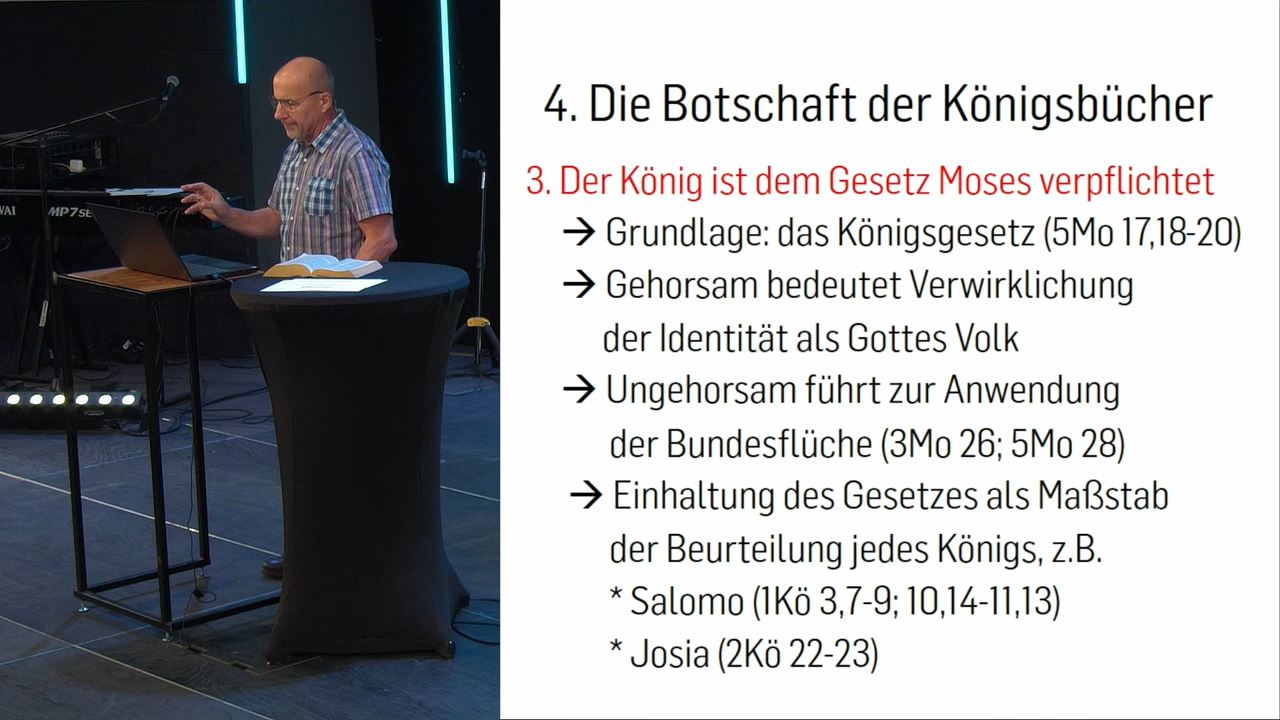 4. Die Botschaft der Königsbücher
3. Der König ist dem Gesetz Moses verpflichtet
→ Grundlage: das Königsgesetz (5Mo 17,18-20)
→ Gehorsam bedeutet Verwirklichung
der Identität als Gottes Volk
→ Ungehorsam führt zur Anwendung
der Bundesflüche (3Mo 26; 5Mo 28)
→ Einhaltung des Gesetzes als Maßstab
der Beurteilung jedes Königs, z.B.
* Salomo (1Kö 3,7-9; 10,14-11,13)
* Josia (2Kö 22-23)
WAI MP7SE